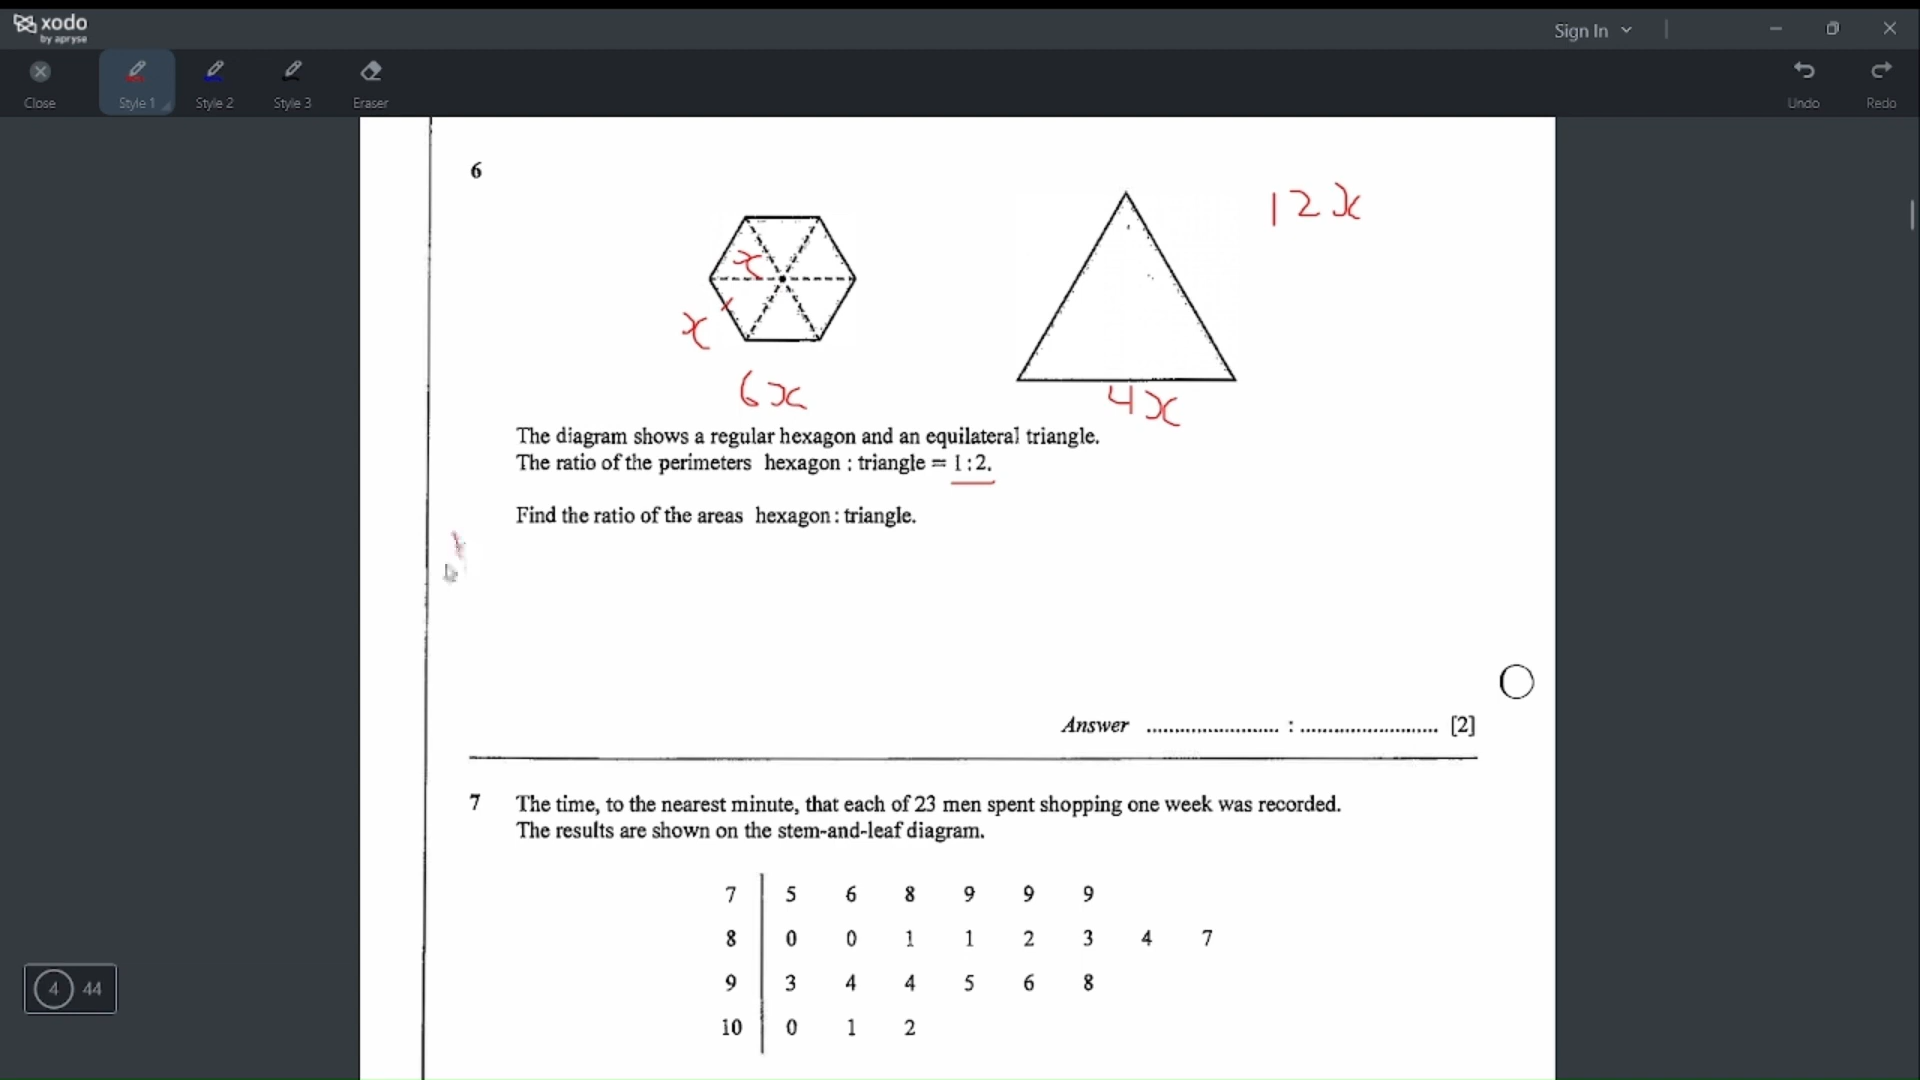 xodo
by apryse
Sign In
Close
Style 1
Style 2
Style 3
Eraser
Undo
Redo
6
12x
x
x
6x
4x
The diagram shows a regular hexagon and an equilateral triangle.
The ratio of the perimeters hexagon : triangle = 1 : 2.
Find the ratio of the areas hexagon : triangle.
Answer ........................ : ......................... [2]
7 The time, to the nearest minute, that each of 23 men spent shopping one week was recorded.
The results are shown on the stem-and-leaf diagram.
7 | 5 6 8 9 9 9
8 | 0 0 1 1 2 3 4 7
9 | 3 4 4 5 6 8
10 | 0 1 2
4 44